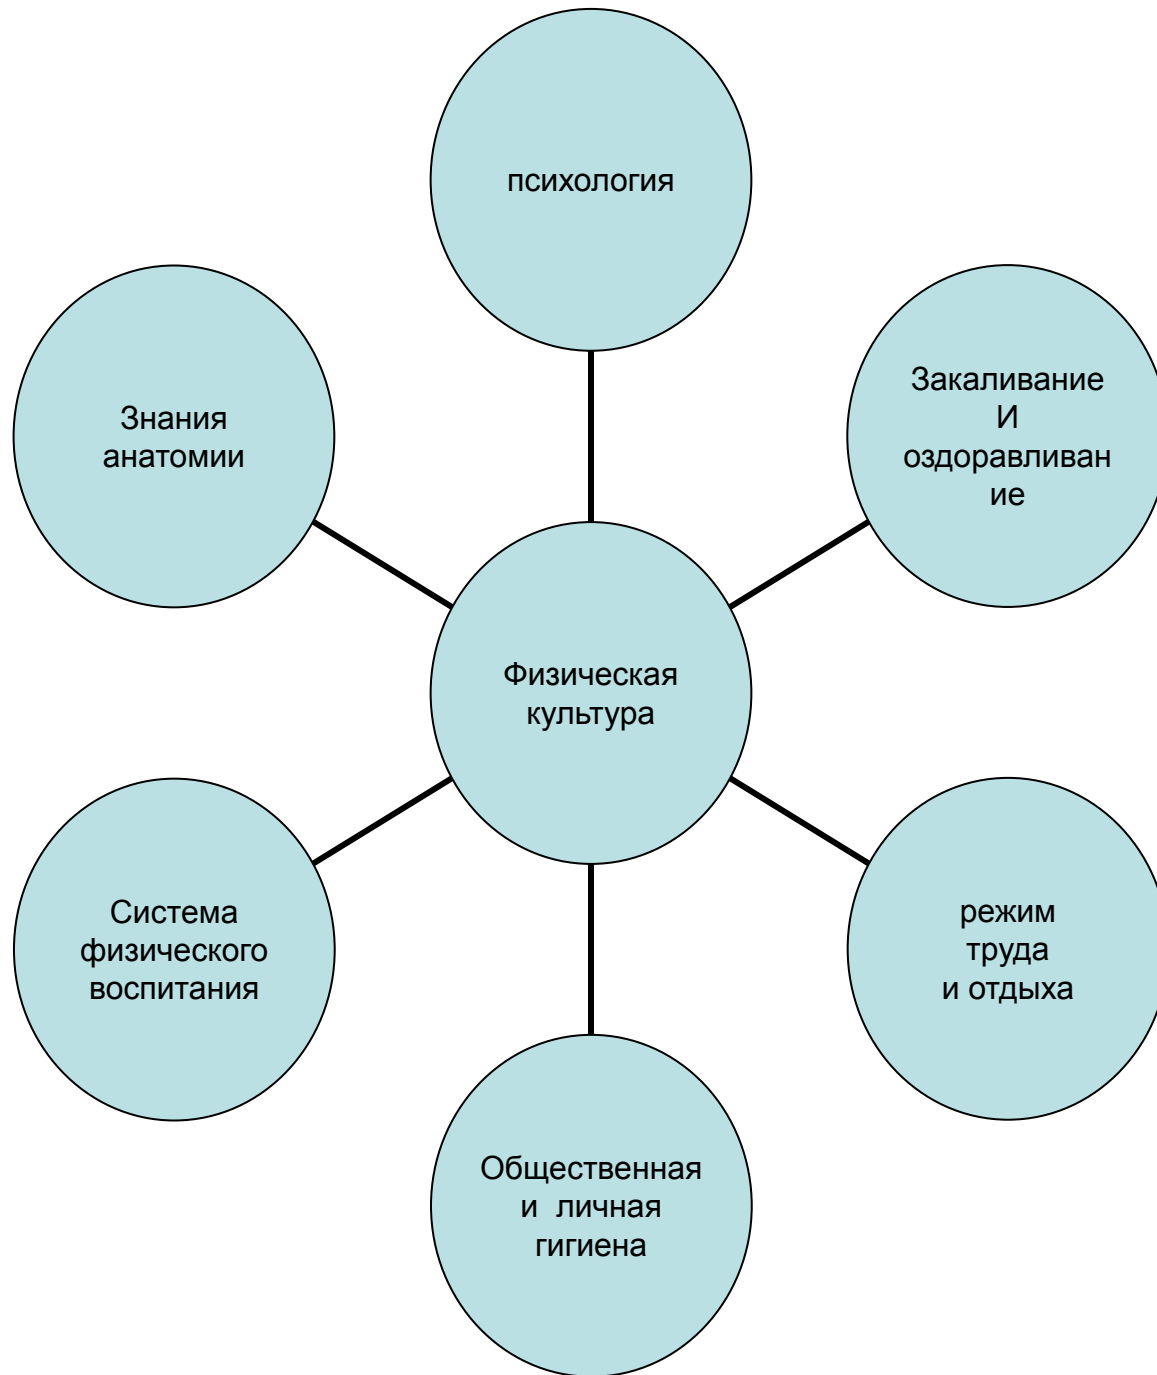 психология
Знания
анатомии
Закаливание
И
оздоравливан
ие
Физическая
культура
Система
физического
воспитания
режим
труда
и отдыха
Общественная
и личная
гигиена